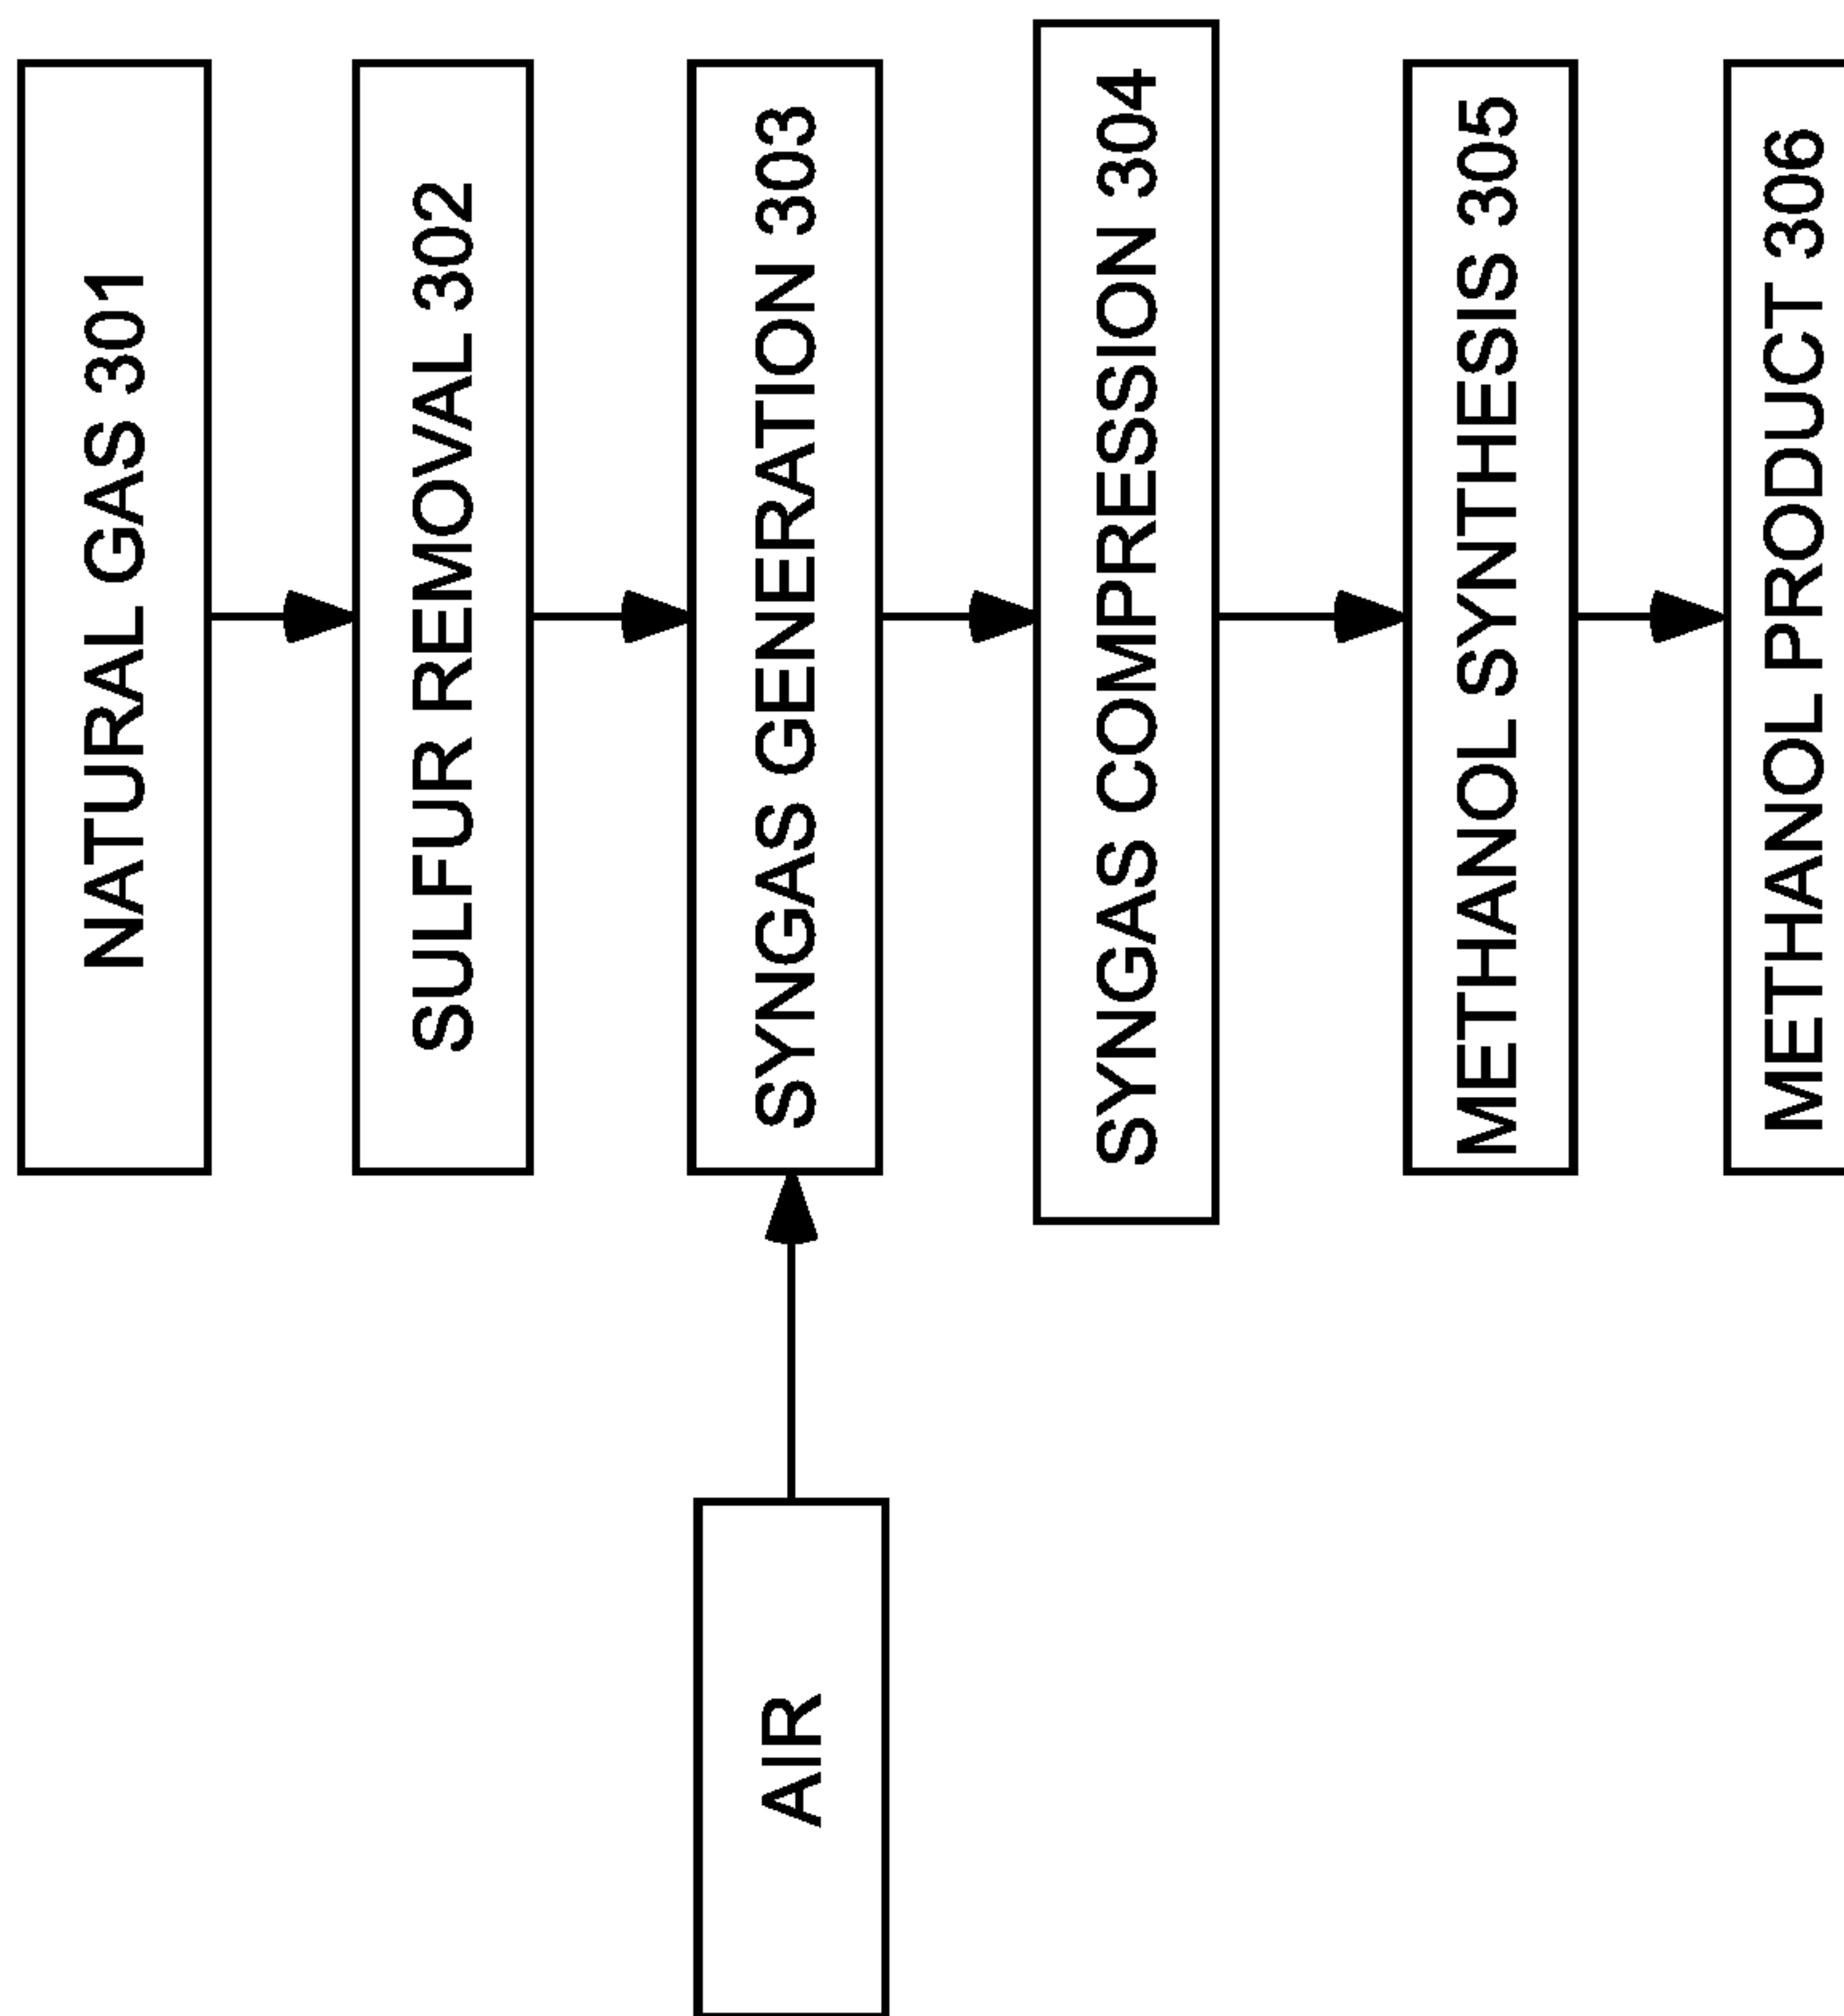 NATURAL GAS 301
SULFUR REMOVAL 302
SYNGAS GENERATION 303
AIR
SYNGAS COMPRESSION 304
METHANOL SYNTHESIS 305
METHANOL PRODUCT 306